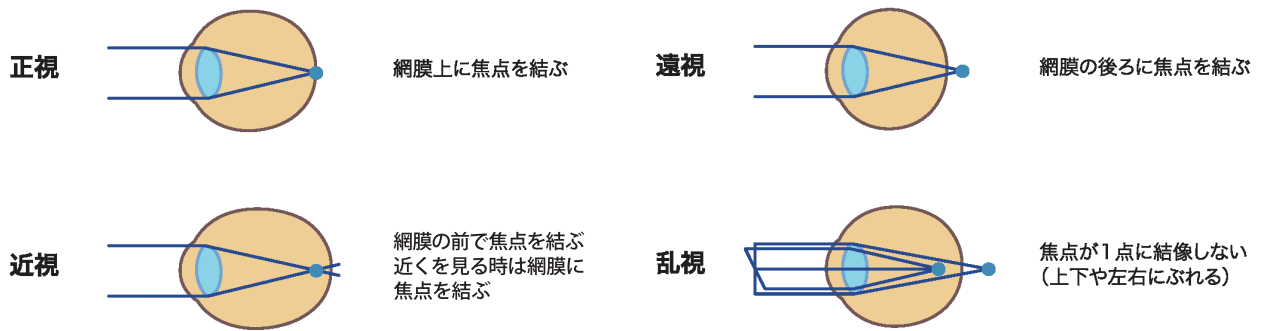 正視
網膜上に焦点を結ぶ
遠視
網膜の後ろに焦点を結ぶ
近視
網膜の前で焦点を結ぶ
近くを見る時は網膜に
焦点を結ぶ
乱視
焦点が1点に結像しない
（上下や左右にぶれる）